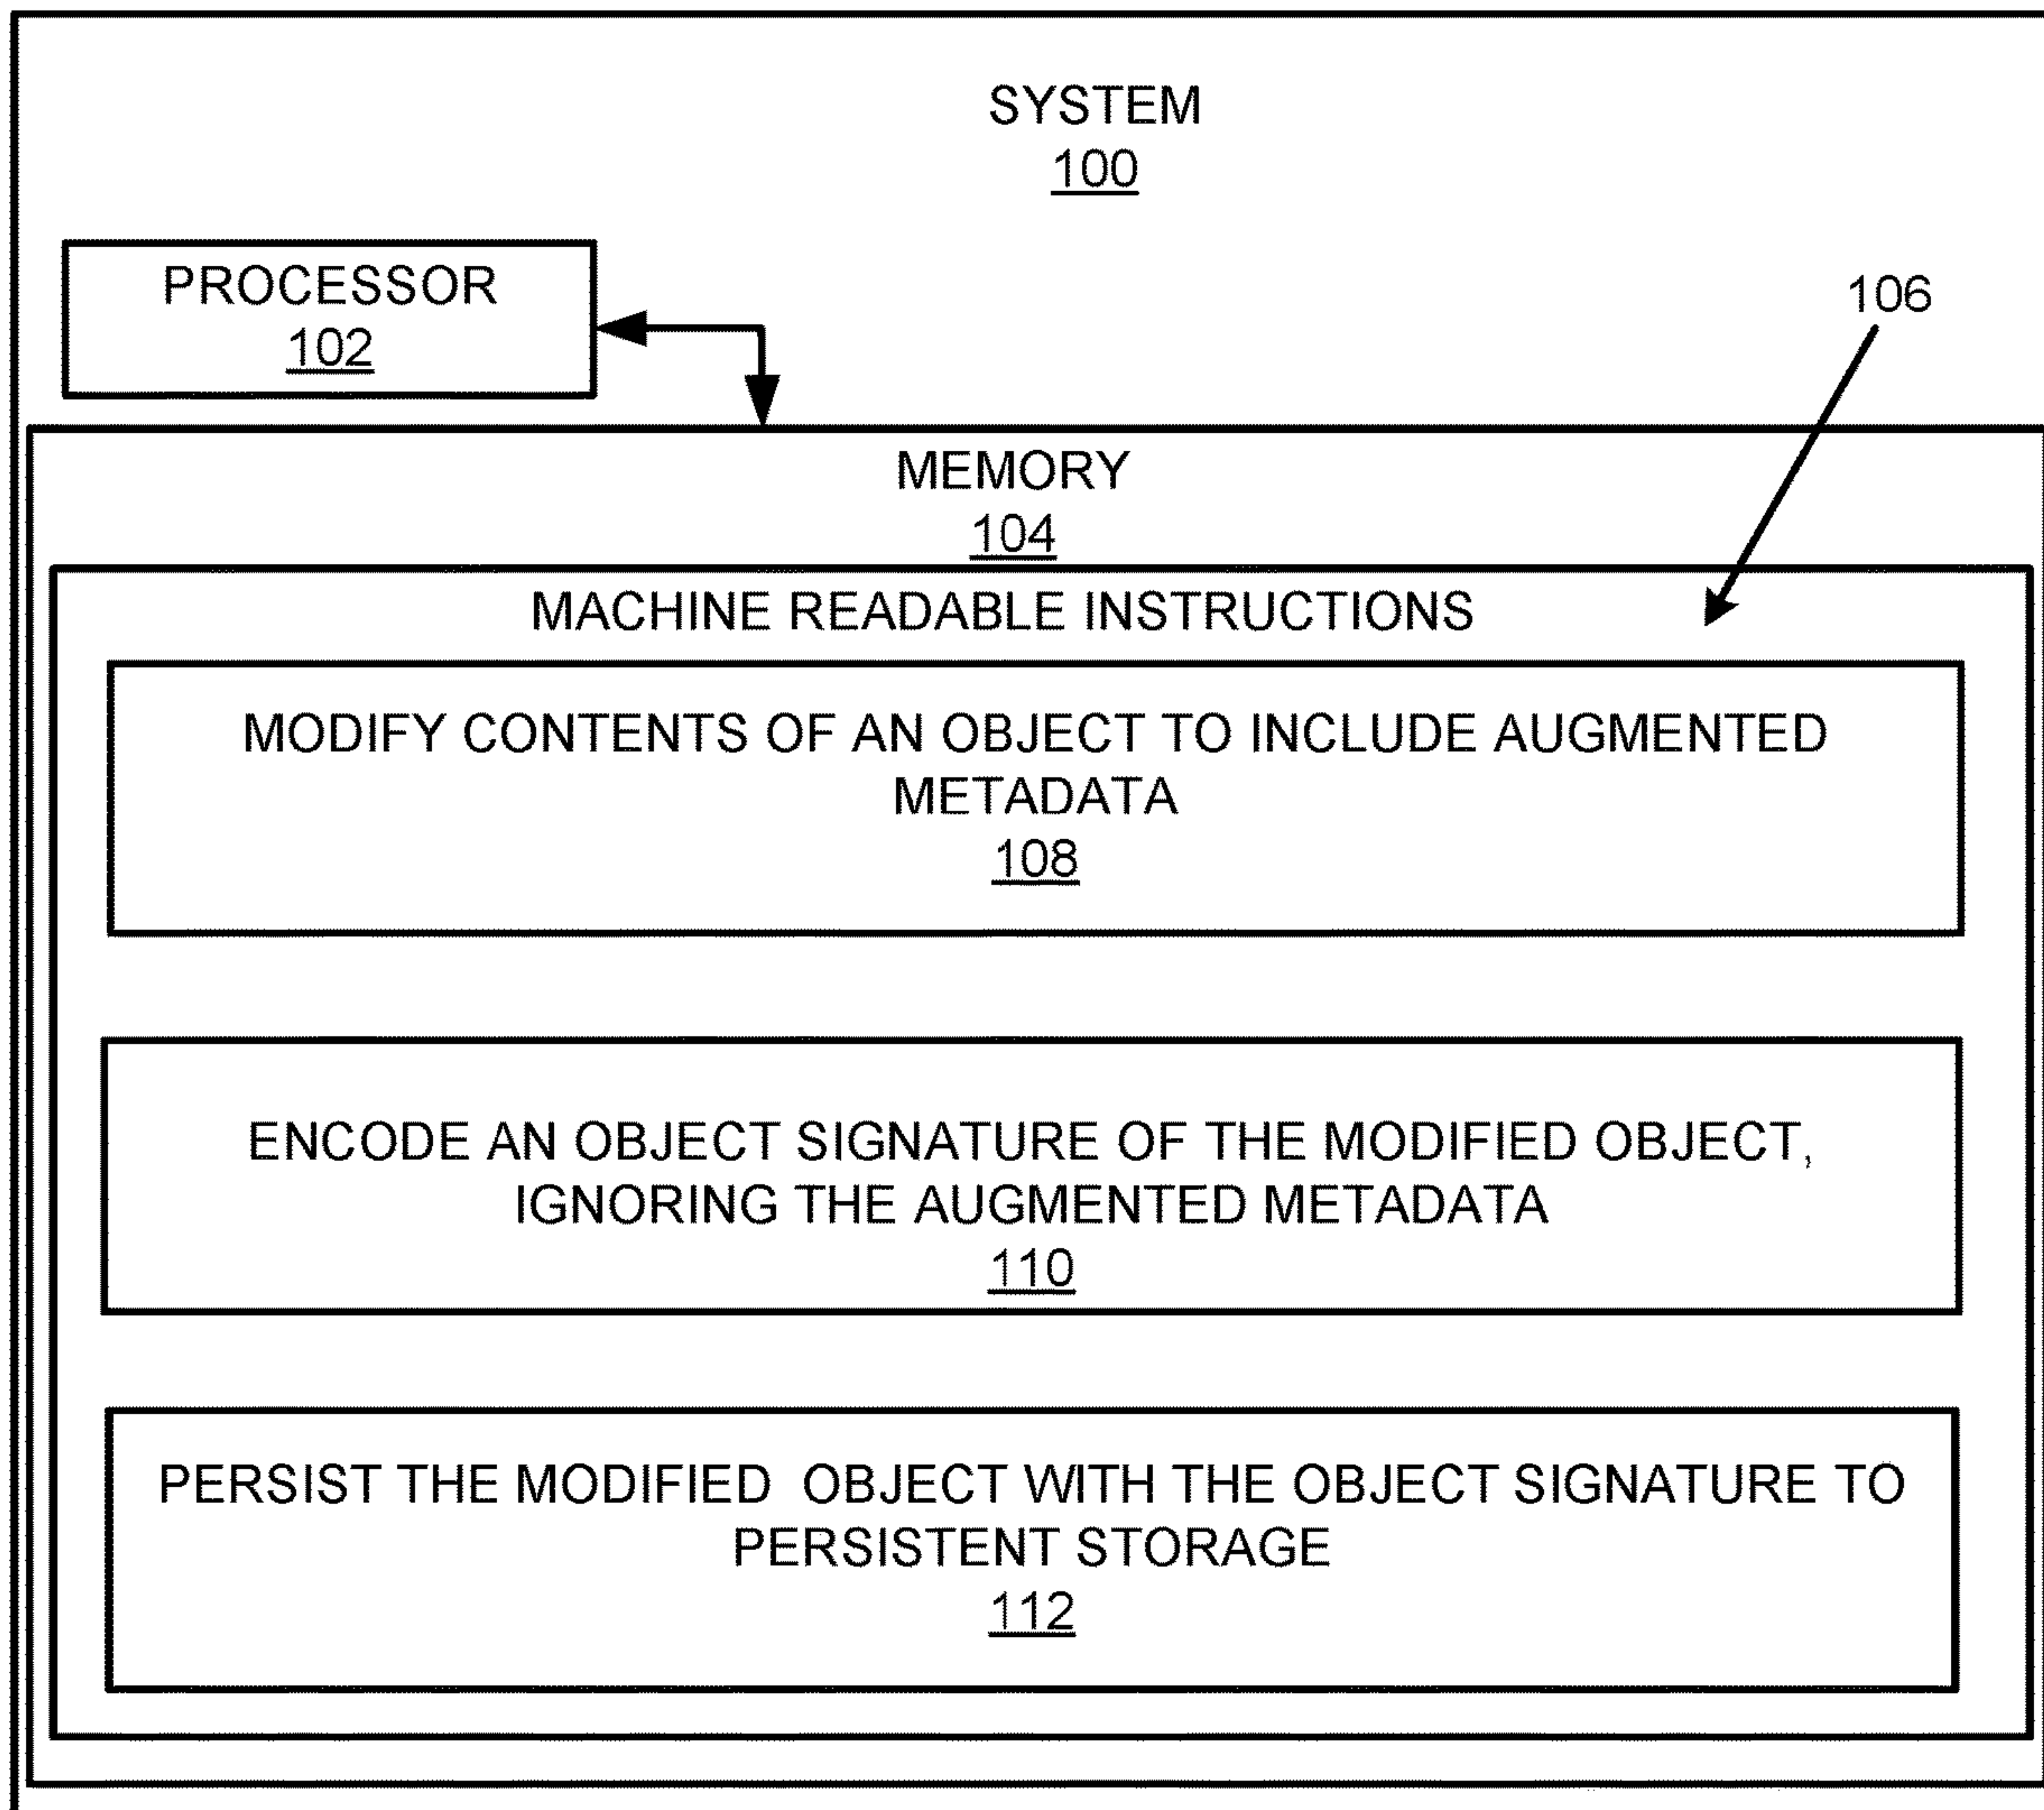 SYSTEM
100
PROCESSOR
102
106
MEMORY
104
MACHINE READABLE INSTRUCTIONS
MODIFY CONTENTS OF AN OBJECT TO INCLUDE AUGMENTED
METADATA
108
ENCODE AN OBJECT SIGNATURE OF THE MODIFIED OBJECT,
IGNORING THE AUGMENTED METADATA
110
PERSIST THE MODIFIED OBJECT WITH THE OBJECT SIGNATURE TO
PERSISTENT STORAGE
112